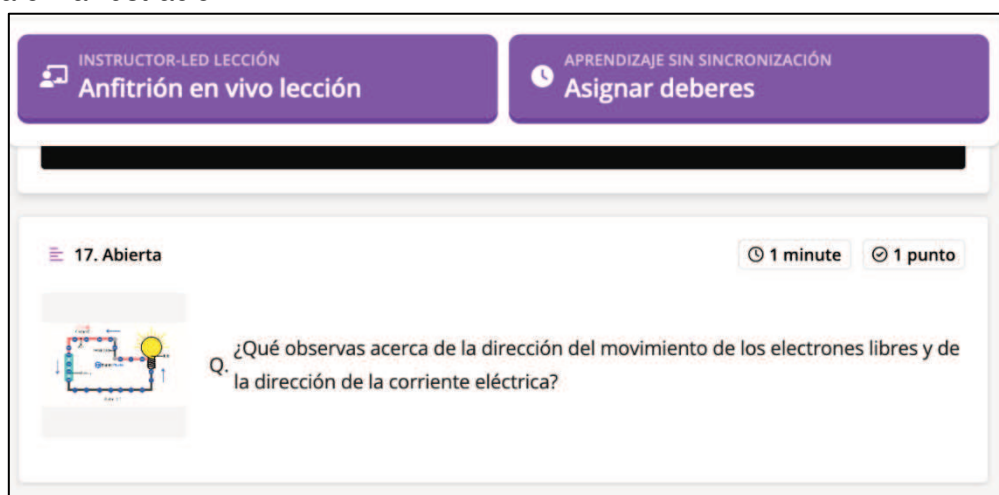 INSTRUCTOR-LED LECCIÓN
Anfitrión en vivo lección
APRENDIZAJE SIN SINCRONIZACIÓN
Asignar deberes
17. Abierta
1 minute
1 punto
Q. ¿Qué observas acerca de la dirección del movimiento de los electrones libres y de
la dirección de la corriente eléctrica?